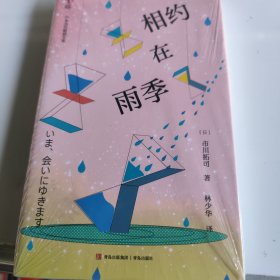 相约
在
雨季
いま、会いにゆきます
[日] 市川拓司 著
林少华 译
青岛出版集团 | 青岛出版社